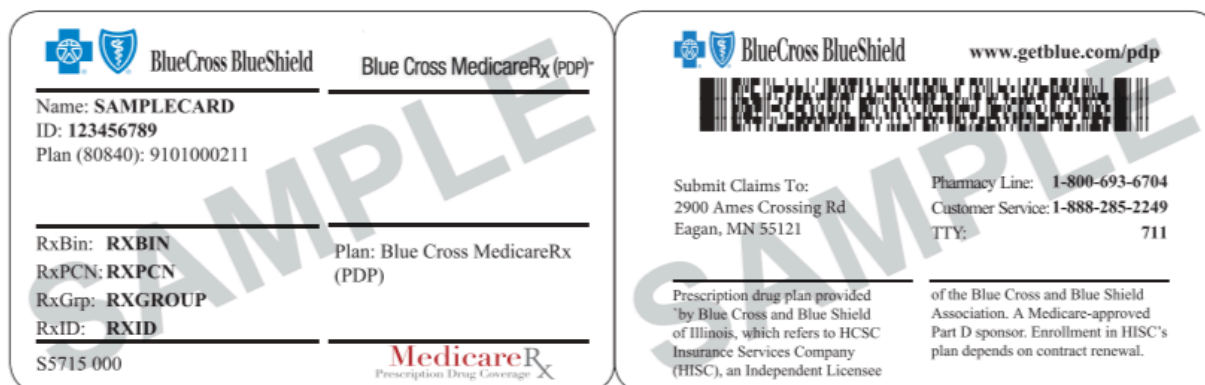 BlueCross BlueShield
Blue Cross MedicareRx (PDP)℠
Name: SAMPLECARD
ID: 123456789
Plan (80840): 9101000211
RxBin: RXBIN
RxPCN: RXPCN
RxGrp: RXGROUP
RxID: RXID
Plan: Blue Cross MedicareRx
(PDP)
S5715 000
MedicareRx
Prescription Drug Coverage
SAMPLE
BlueCross BlueShield
www.getblue.com/pdp
Submit Claims To:
2900 Ames Crossing Rd
Eagan, MN 55121
Pharmacy Line: 1-800-693-6704
Customer Service: 1-888-285-2249
TTY: 711
Prescription drug plan provided
`by Blue Cross and Blue Shield
of Illinois, which refers to HCSC
Insurance Services Company
(HISC), an Independent Licensee
of the Blue Cross and Blue Shield
Association. A Medicare-approved
Part D sponsor. Enrollment in HISC's
plan depends on contract renewal.
SAMPLE